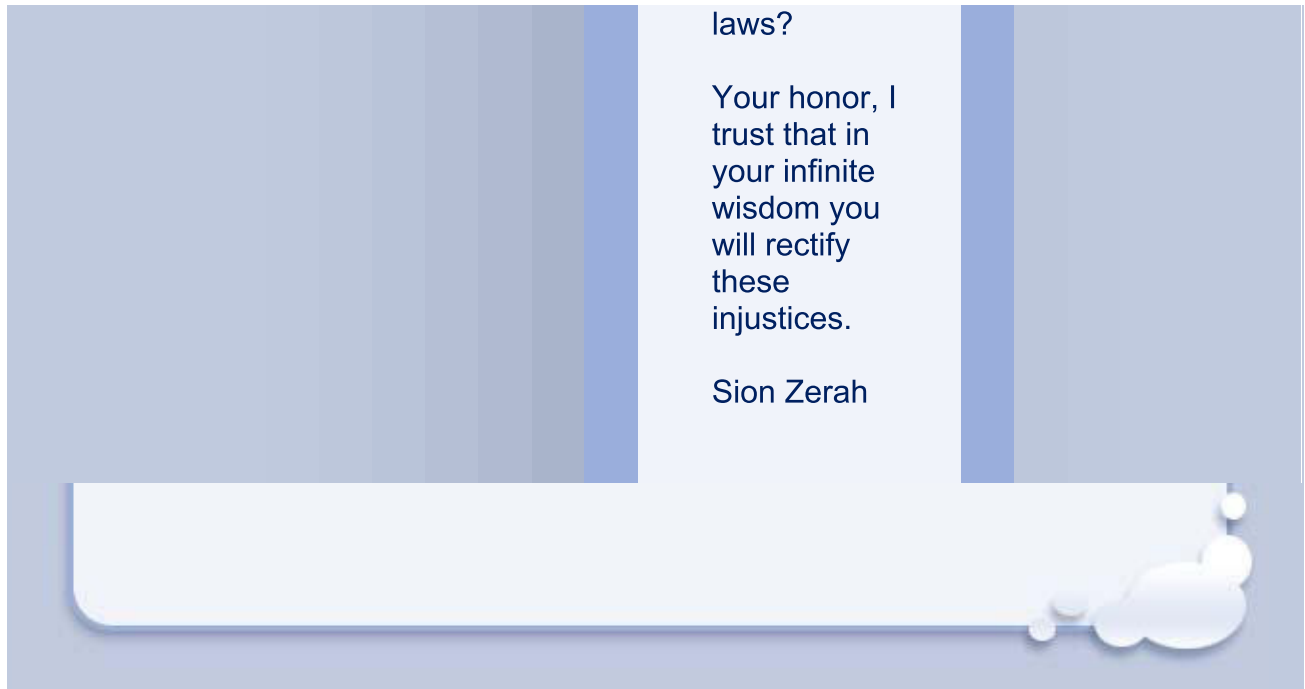 laws?
Your honor, I
trust that in
your infinite
wisdom you
will rectify
these
injustices.
Sion Zerah